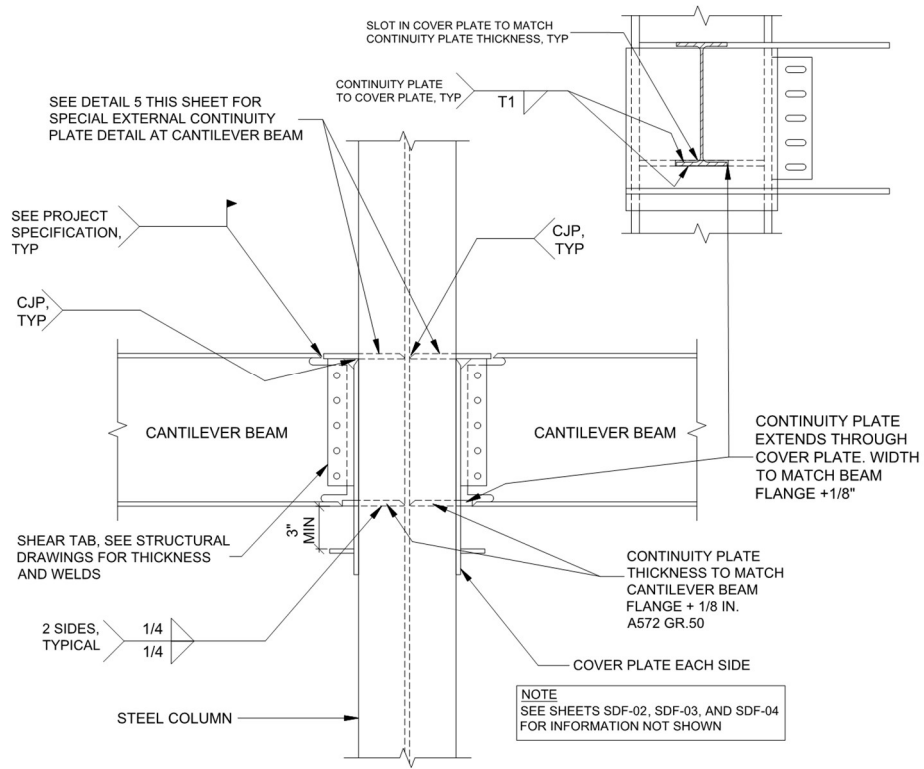 SLOT IN COVER PLATE TO MATCH
CONTINUITY PLATE THICKNESS, TYP
CONTINUITY PLATE
TO COVER PLATE, TYP
T1
SEE DETAIL 5 THIS SHEET FOR
SPECIAL EXTERNAL CONTINUITY
PLATE DETAIL AT CANTILEVER BEAM
SEE PROJECT
SPECIFICATION,
TYP
CJP,
TYP
CJP,
TYP
CANTILEVER BEAM
CANTILEVER BEAM
CONTINUITY PLATE
EXTENDS THROUGH
COVER PLATE. WIDTH
TO MATCH BEAM
FLANGE +1/8"
3"
MIN
SHEAR TAB, SEE STRUCTURAL
DRAWINGS FOR THICKNESS
AND WELDS
CONTINUITY PLATE
THICKNESS TO MATCH
CANTILEVER BEAM
FLANGE + 1/8 IN.
A572 GR.50
2 SIDES,
TYPICAL
1/4
1/4
COVER PLATE EACH SIDE
STEEL COLUMN
NOTE
SEE SHEETS SDF-02, SDF-03, AND SDF-04
FOR INFORMATION NOT SHOWN